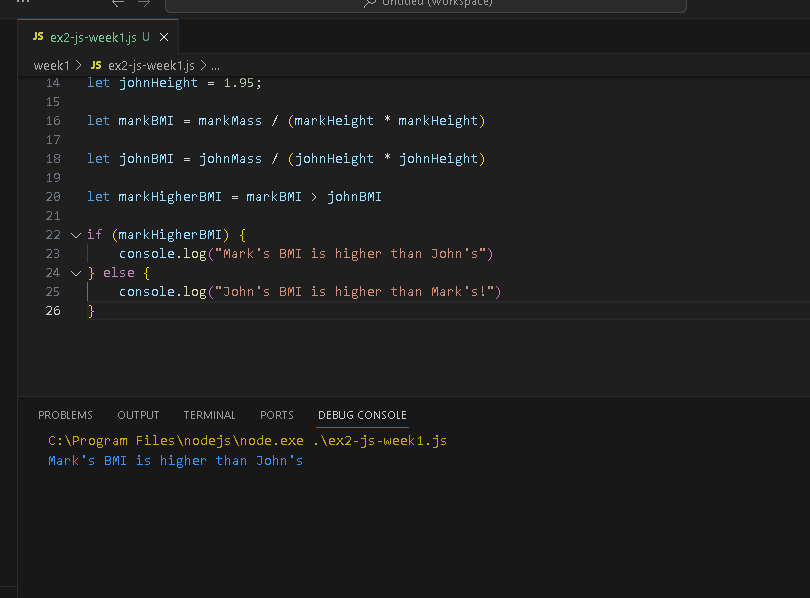 Untitled (Workspace)
JS ex2-js-week1.js U
week1 > JS ex2-js-week1.js > ...
14 let johnHeight = 1.95;
15
16 let markBMI = markMass / (markHeight * markHeight)
17
18 let johnBMI = johnMass / (johnHeight * johnHeight)
19
20 let markHigherBMI = markBMI > johnBMI
21
22 if (markHigherBMI) {
23 console.log("Mark's BMI is higher than John's")
24 } else {
25 console.log("John's BMI is higher than Mark's!")
26 }
PROBLEMS OUTPUT TERMINAL PORTS DEBUG CONSOLE
C:\Program Files\nodejs\node.exe .\ex2-js-week1.js
Mark's BMI is higher than John's